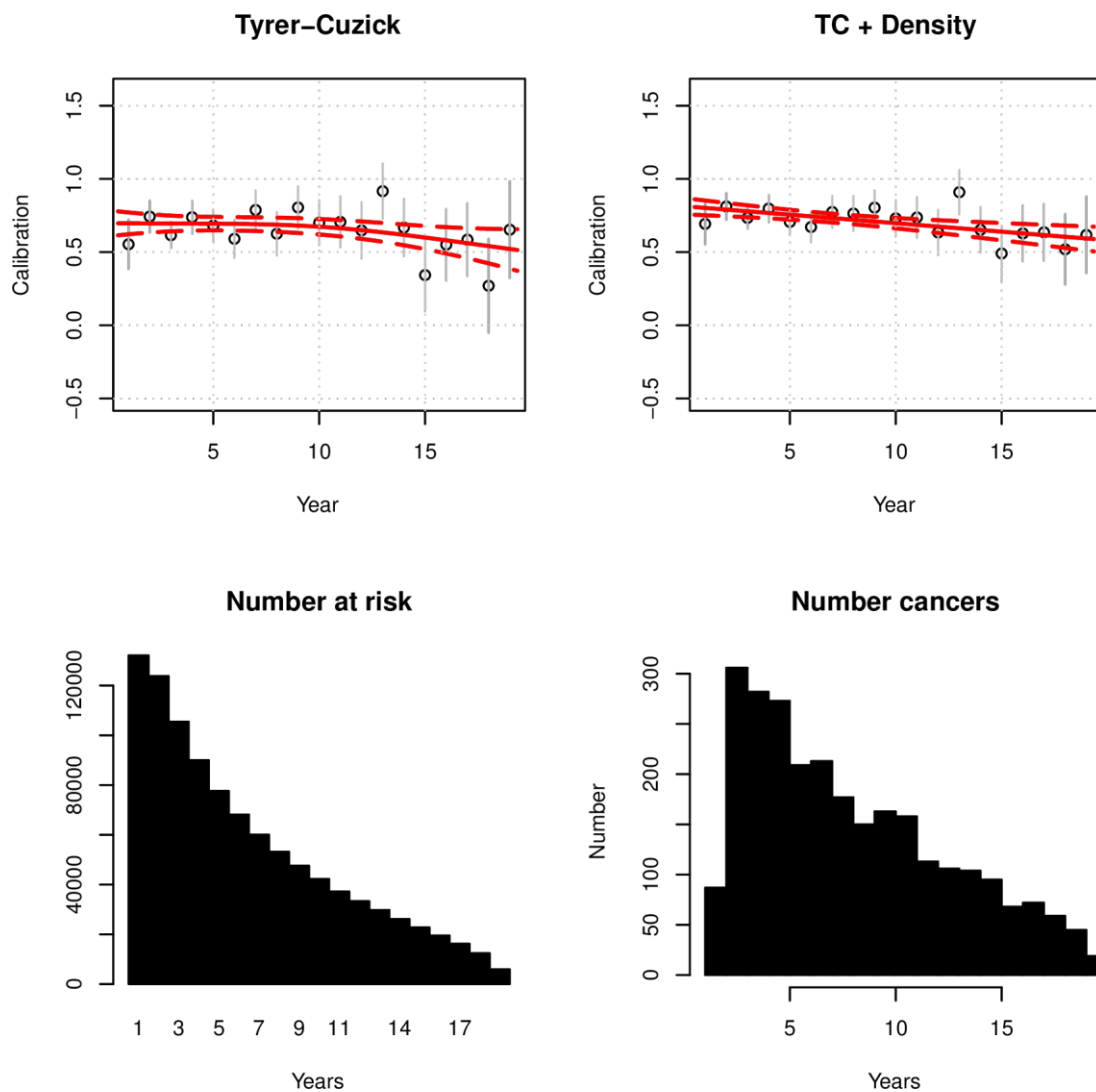 Tyrer−Cuzick
TC + Density
Calibration
1.5
1.0
0.5
0.0
−0.5
5 10 15
Year
Calibration
1.5
1.0
0.5
0.0
−0.5
5 10 15
Year
Number at risk
Number cancers
120000
80000
40000
0
1 3 5 7 9 11 14 17
Years
Number
300
200
100
50
0
5 10 15
Years